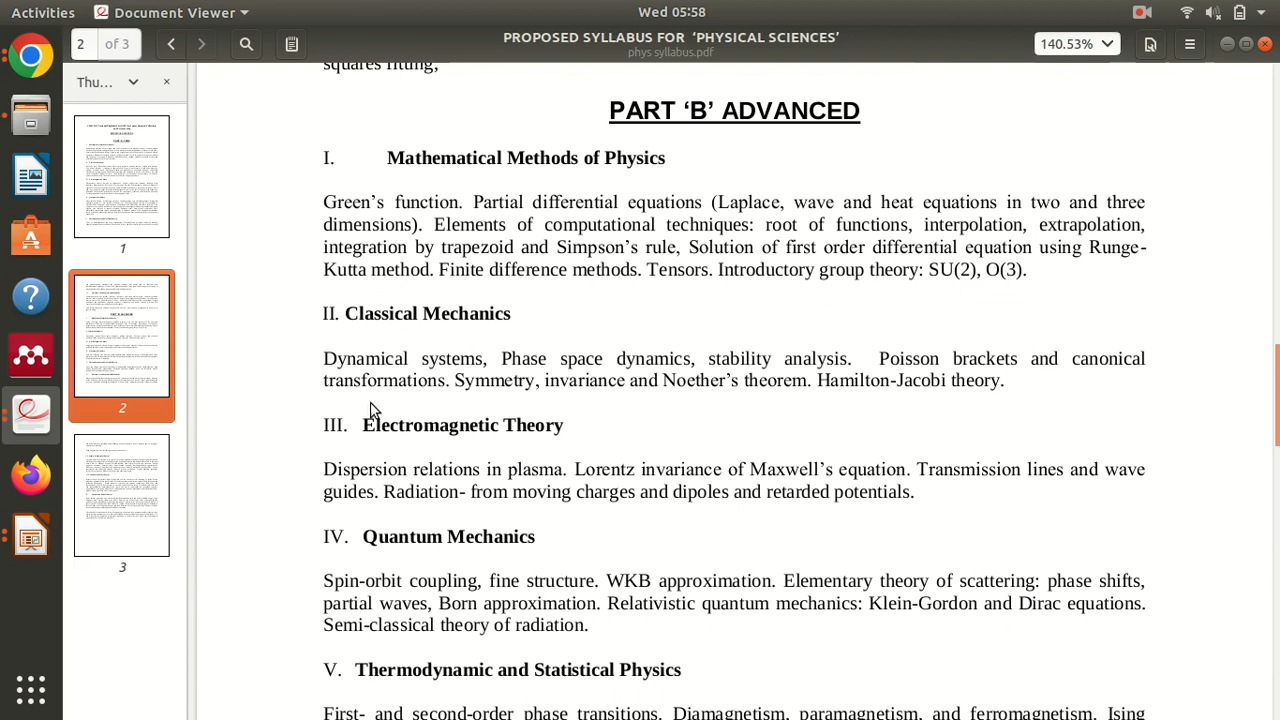 Activities
Document Viewer
Wed 05:58
2
of 3
PROPOSED SYLLABUS FOR ‘PHYSICAL SCIENCES’
phys syllabus.pdf
140.53%
Thu...
1
2
3
squares fitting;
PART ‘B’ ADVANCED
I. Mathematical Methods of Physics
Green’s function. Partial differential equations (Laplace, wave and heat equations in two and three
dimensions). Elements of computational techniques: root of functions, interpolation, extrapolation,
integration by trapezoid and Simpson’s rule, Solution of first order differential equation using Runge-
Kutta method. Finite difference methods. Tensors. Introductory group theory: SU(2), O(3).
II. Classical Mechanics
Dynamical systems, Phase space dynamics, stability analysis. Poisson brackets and canonical
transformations. Symmetry, invariance and Noether’s theorem. Hamilton-Jacobi theory.
III. Electromagnetic Theory
Dispersion relations in plasma. Lorentz invariance of Maxwell’s equation. Transmission lines and wave
guides. Radiation- from moving charges and dipoles and retarded potentials.
IV. Quantum Mechanics
Spin-orbit coupling, fine structure. WKB approximation. Elementary theory of scattering: phase shifts,
partial waves, Born approximation. Relativistic quantum mechanics: Klein-Gordon and Dirac equations.
Semi-classical theory of radiation.
V. Thermodynamic and Statistical Physics
First- and second-order phase transitions. Diamagnetism, paramagnetism, and ferromagnetism. Ising